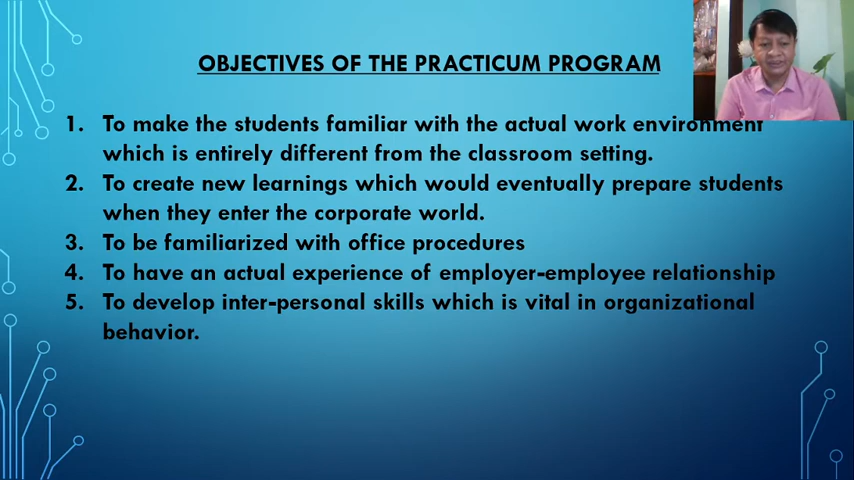 OBJECTIVES OF THE PRACTICUM PROGRAM
1. To make the students familiar with the actual work environment
which is entirely different from the classroom setting.
2. To create new learnings which would eventually prepare students
when they enter the corporate world.
3. To be familiarized with office procedures
4. To have an actual experience of employer-employee relationship
5. To develop inter-personal skills which is vital in organizational
behavior.